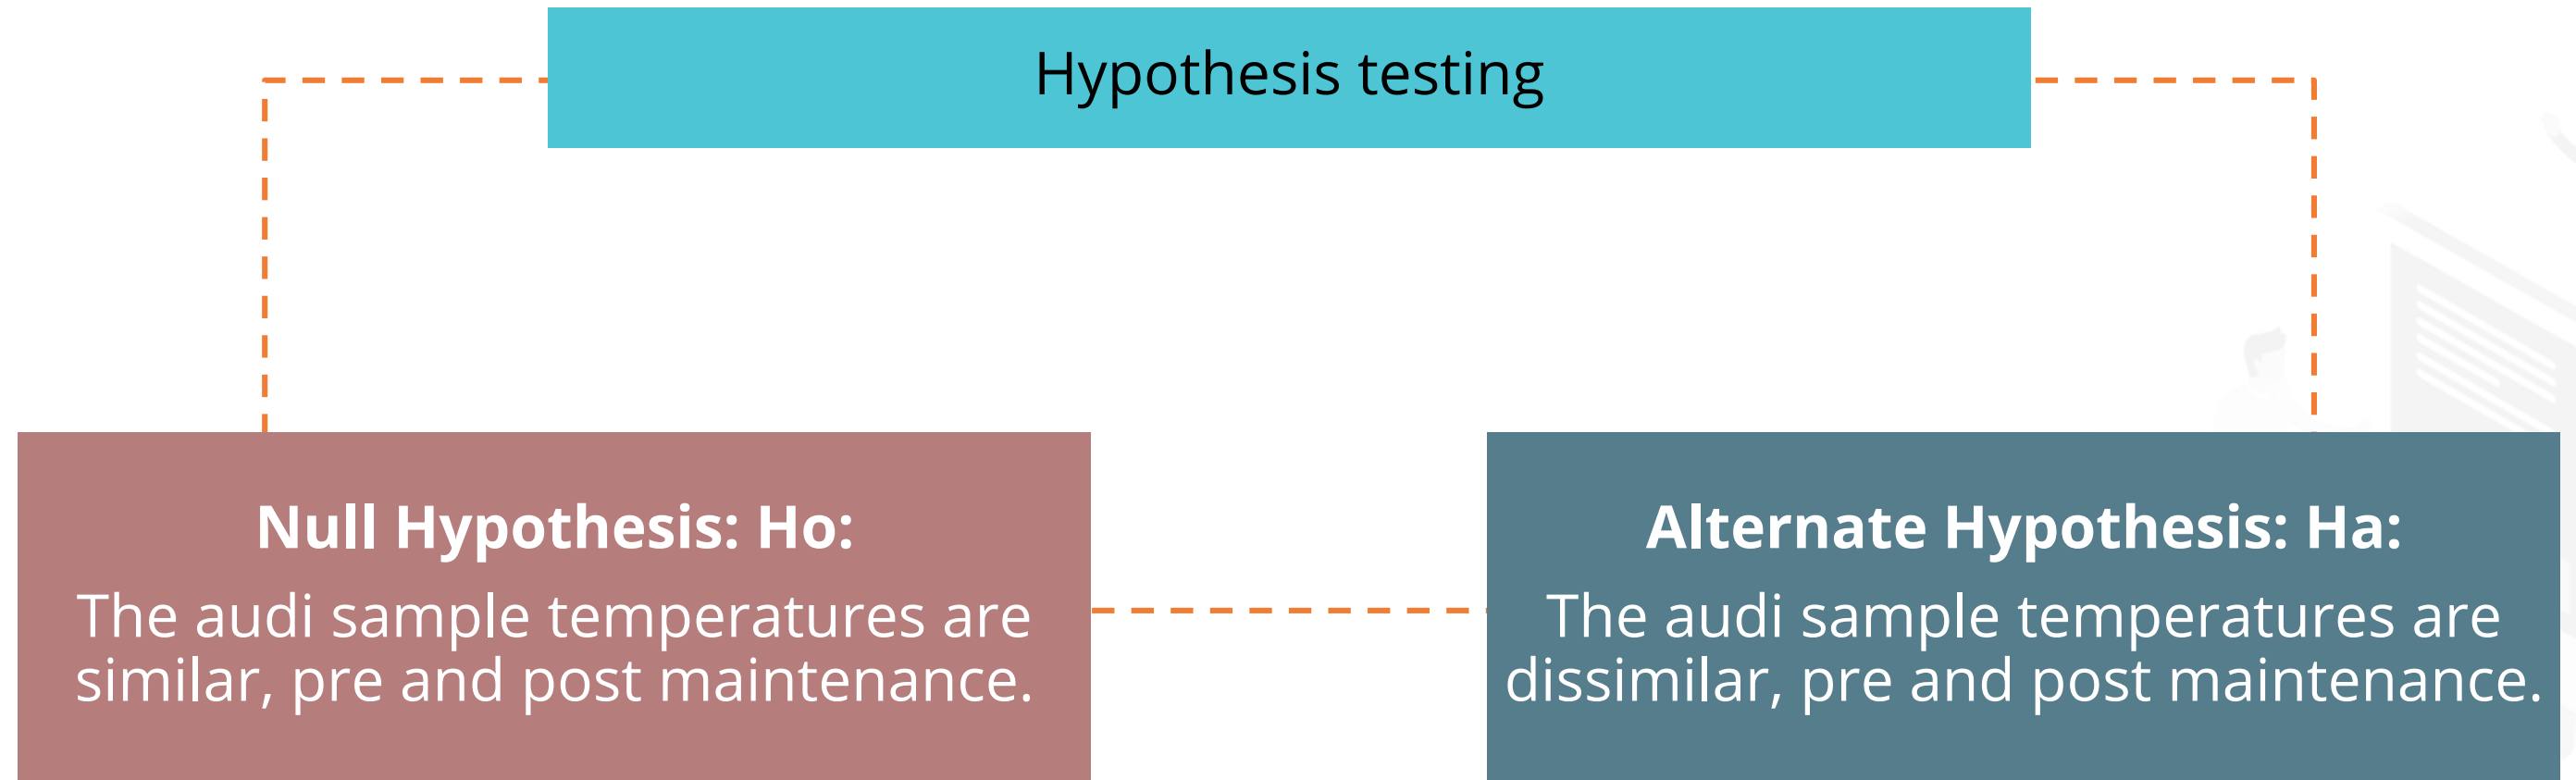 Hypothesis testing
Null Hypothesis: Ho:
The audi sample temperatures are
similar, pre and post maintenance.
Alternate Hypothesis: Ha:
The audi sample temperatures are
dissimilar, pre and post maintenance.